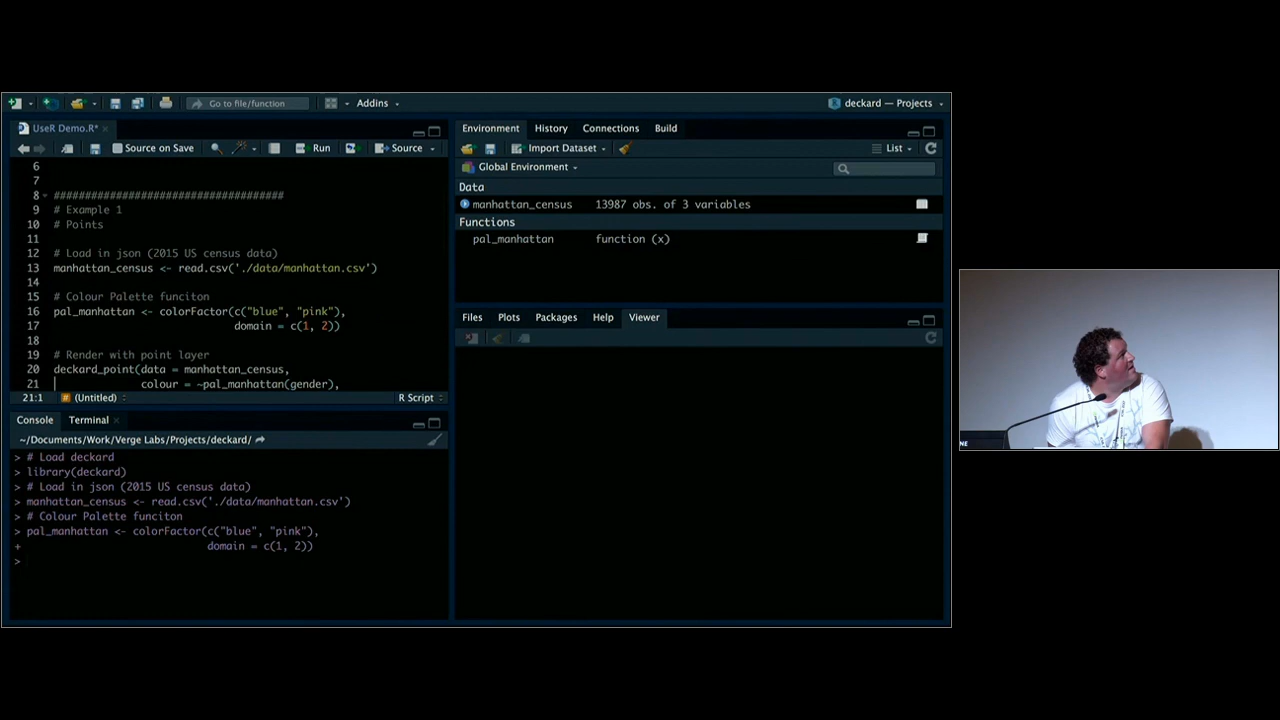 Go to file/function
Addins
deckard — Projects
UseR Demo.R*
Source on Save
Run
Source
6
7
8 #####################################
9 # Example 1
10 # Points
11
12 # Load in json (2015 US census data)
13 manhattan_census <- read.csv('./data/manhattan.csv')
14
15 # Colour Palette funciton
16 pal_manhattan <- colorFactor(c("blue", "pink"),
17 domain = c(1, 2))
18
19 # Render with point layer
20 deckard_point(data = manhattan_census,
21 colour = ~pal_manhattan(gender),
21:1 # (Untitled) R Script
Console Terminal
~/Documents/Work/Verge Labs/Projects/deckard/
> # Load deckard
> library(deckard)
> # Load in json (2015 US census data)
> manhattan_census <- read.csv('./data/manhattan.csv')
> # Colour Palette funciton
> pal_manhattan <- colorFactor(c("blue", "pink"),
+ domain = c(1, 2))
>
Environment History Connections Build
Import Dataset
List
Global Environment
Data
manhattan_census 13987 obs. of 3 variables
Functions
pal_manhattan function (x)
Files Plots Packages Help Viewer
NE